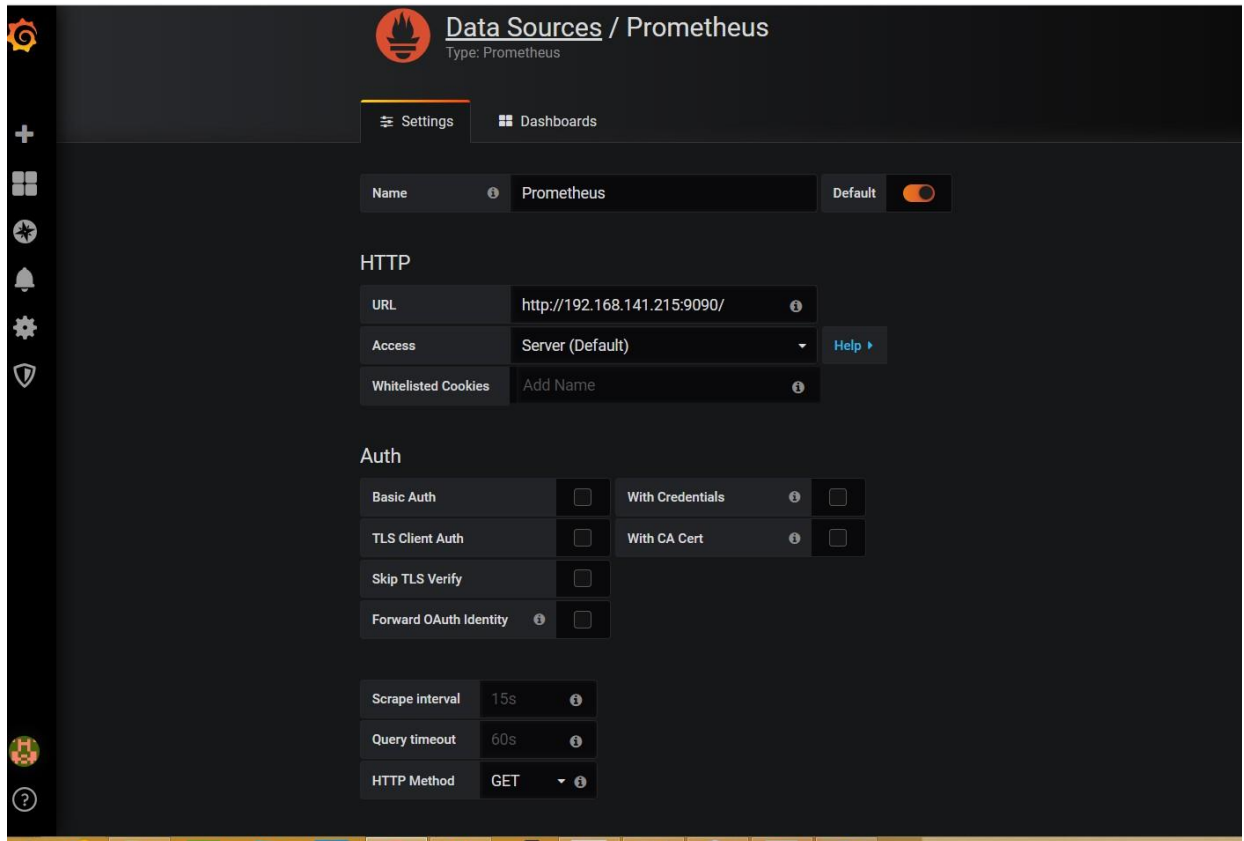 Data Sources / Prometheus
Type: Prometheus
Settings Dashboards
Name Prometheus Default
HTTP
URL http://192.168.141.215:9090/
Access Server (Default) Help
Whitelisted Cookies Add Name
Auth
Basic Auth With Credentials
TLS Client Auth With CA Cert
Skip TLS Verify
Forward OAuth Identity
Scrape interval 15s
Query timeout 60s
HTTP Method GET